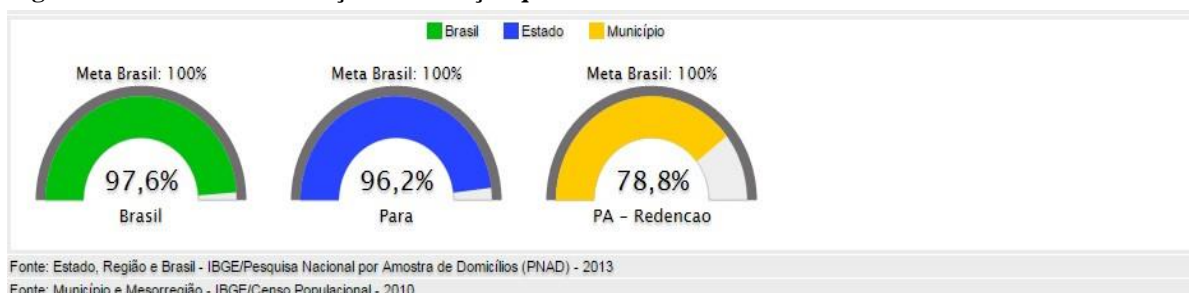 Brasil Estado Município
Meta Brasil: 100% Meta Brasil: 100% Meta Brasil: 100%
97,6% 96,2% 78,8%
Brasil Para PA - Redencao
Fonte: Estado, Região e Brasil - IBGE/Pesquisa Nacional por Amostra de Domicílios (PNAD) - 2013
Fonte: Município e Mesorregião - IBGE/Censo Populacional - 2010